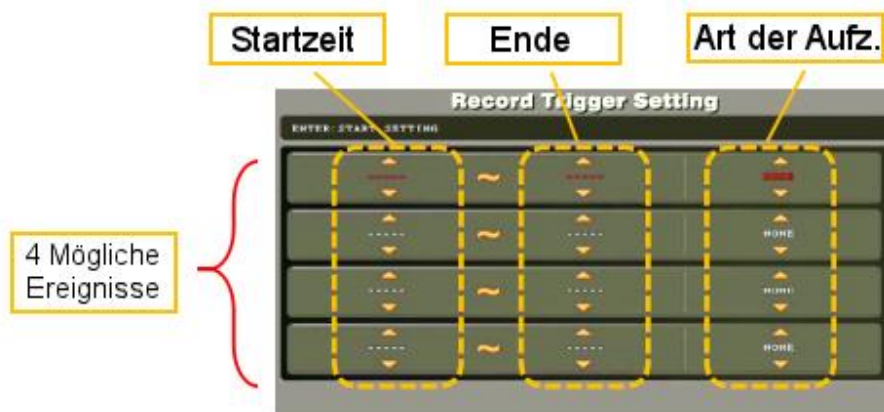 Startzeit
Ende
Art der Aufz.
Record Trigger Setting
ENTER:START SETTING
4 Mögliche
Ereignisse
----- ~ -----
----- ~ ----- NONE
----- ~ ----- NONE
----- ~ ----- NONE